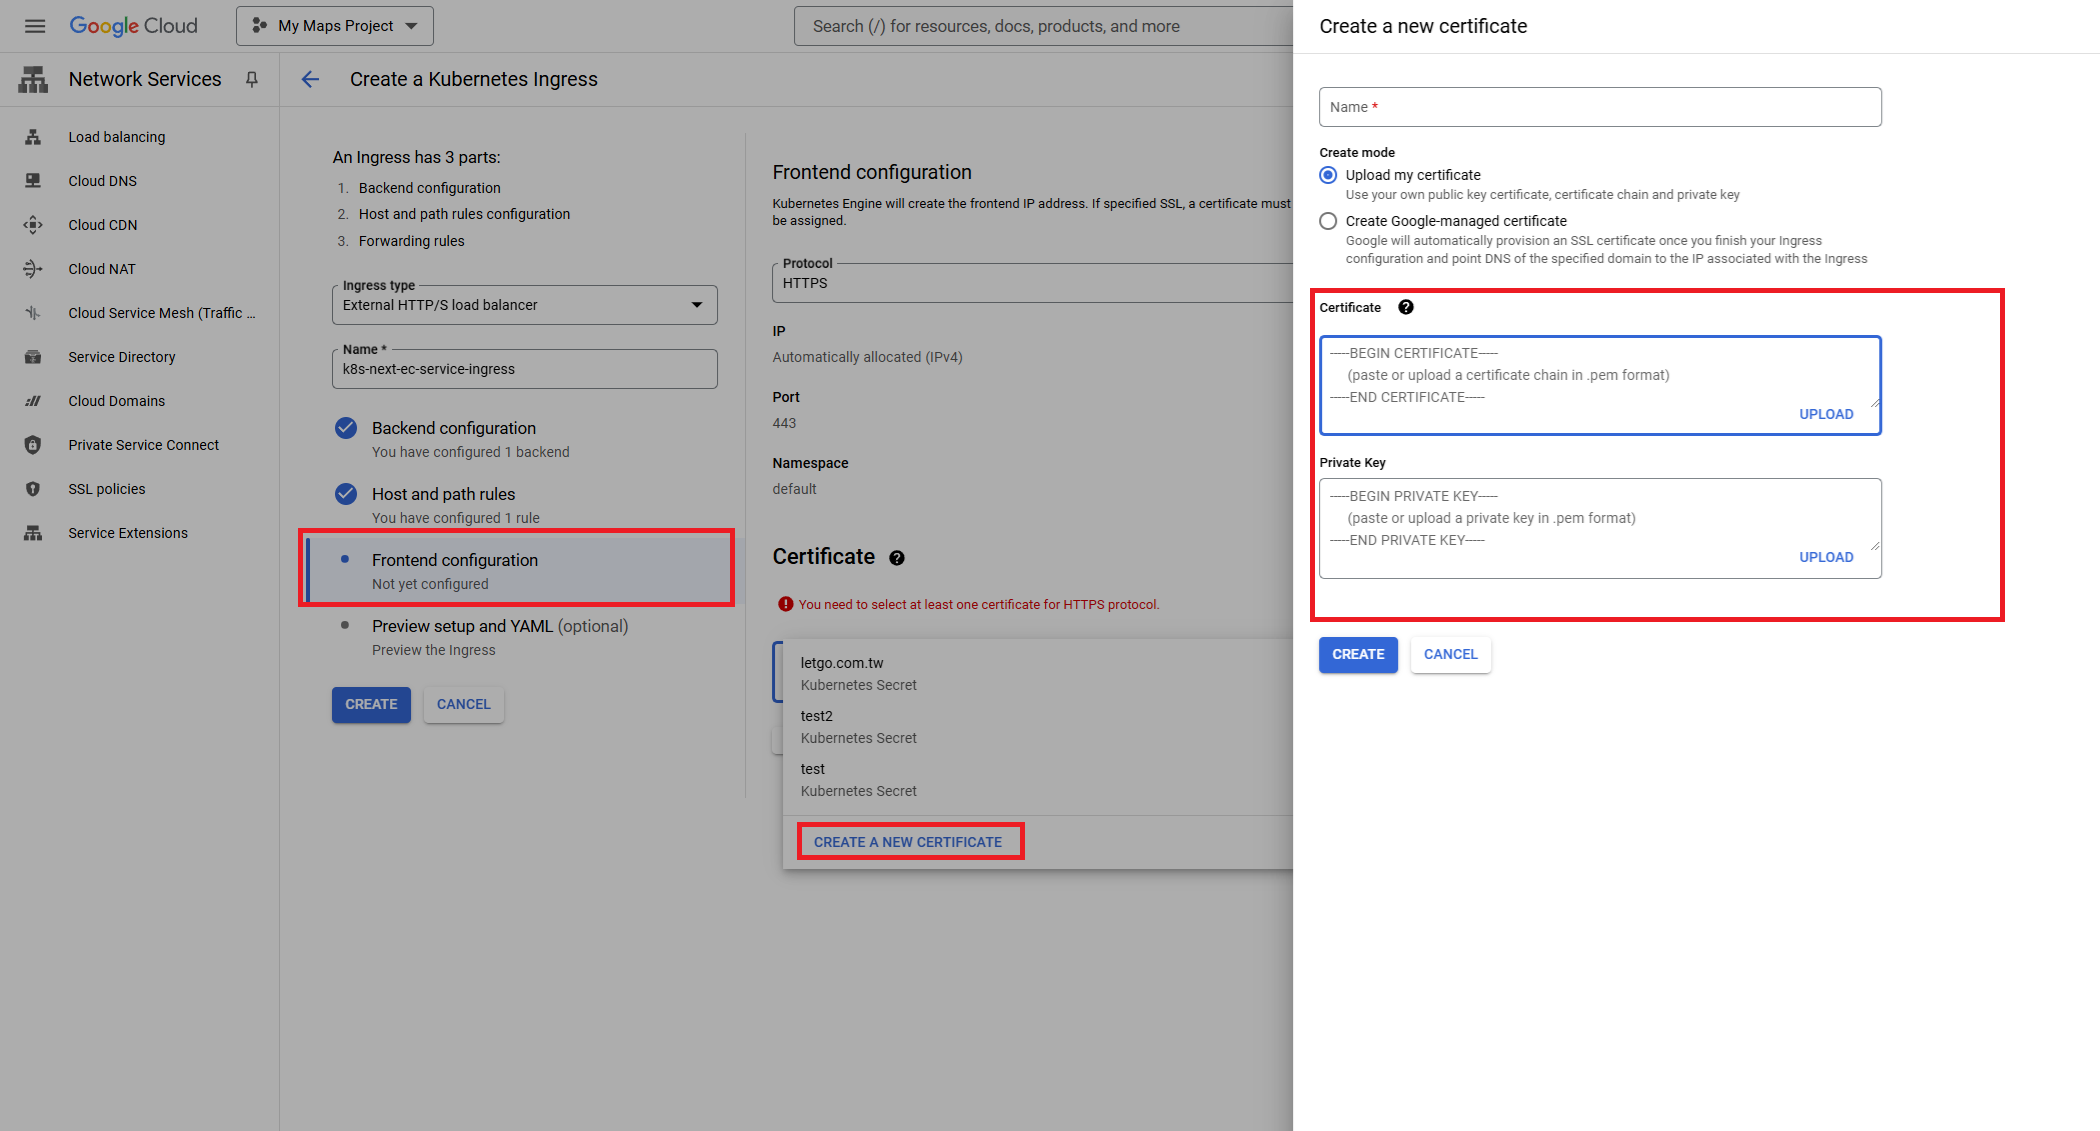 Google Cloud
My Maps Project
Search (/) for resources, docs, products, and more
Network Services
Load balancing
Cloud DNS
Cloud CDN
Cloud NAT
Cloud Service Mesh (Traffic ...
Service Directory
Cloud Domains
Private Service Connect
SSL policies
Service Extensions
Create a Kubernetes Ingress
An Ingress has 3 parts:
1. Backend configuration
2. Host and path rules configuration
3. Forwarding rules
Ingress type
External HTTP/S load balancer
Name *
k8s-next-ec-service-ingress
Backend configuration
You have configured 1 backend
Host and path rules
You have configured 1 rule
Frontend configuration
Not yet configured
Preview setup and YAML (optional)
Preview the Ingress
CREATE
CANCEL
Frontend configuration
Kubernetes Engine will create the frontend IP address. If specified SSL, a certificate must
be assigned.
Protocol
HTTPS
IP
Automatically allocated (IPv4)
Port
443
Namespace
default
Certificate
You need to select at least one certificate for HTTPS protocol.
letgo.com.tw
Kubernetes Secret
test2
Kubernetes Secret
test
Kubernetes Secret
CREATE A NEW CERTIFICATE
Create a new certificate
Name *
Create mode
Upload my certificate
Use your own public key certificate, certificate chain and private key
Create Google-managed certificate
Google will automatically provision an SSL certificate once you finish your Ingress
configuration and point DNS of the specified domain to the IP associated with the Ingress
Certificate
-----BEGIN CERTIFICATE-----
(paste or upload a certificate chain in .pem format)
-----END CERTIFICATE-----
UPLOAD
Private Key
-----BEGIN PRIVATE KEY-----
(paste or upload a private key in .pem format)
-----END PRIVATE KEY-----
UPLOAD
CREATE
CANCEL